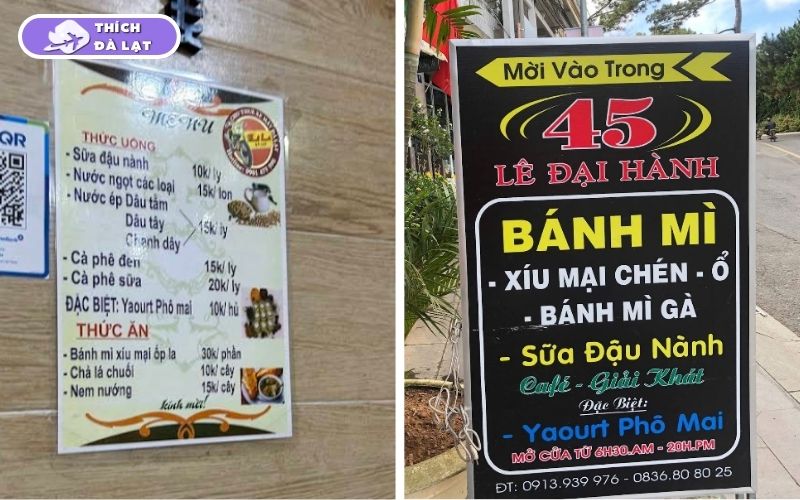 THÍCH
ĐÀ LẠT
QR
MENU
THỨC UỐNG
- Sữa đậu nành 10k/ ly
- Nước ngọt các loại 15k/ lon
- Nước ép Dâu tằm
Dâu tây 15k/ ly
Chanh dây
- Cà phê đen 15k/ ly
- Cà phê sữa 20k/ ly
ĐẶC BIỆT: Yaourt Phô mai 10k/ hủ
THỨC ĂN
- Bánh mì xíu mại ốp la 30k/ phần
- Chả lá chuối 10k/ cây
- Nem nướng 15k/ cây
kính mời!
Mời Vào Trong
45
LÊ ĐẠI HÀNH
BÁNH MÌ
- XÍU MẠI CHÉN - Ổ
- BÁNH MÌ GÀ
- Sữa Đậu Nành
Café - Giải Khát
Đặc Biệt:
- Yaourt Phô Mai
MỞ CỬA TỪ 6H30.AM - 20H.PM
ĐT: 0913.939 976 - 0836.80 80 25